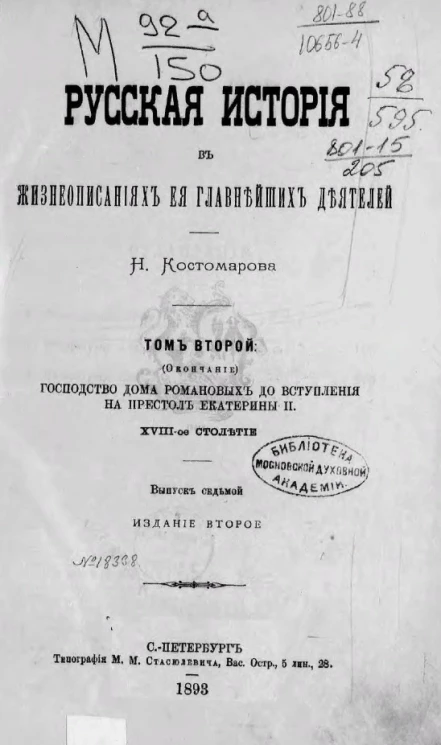 М 92-а
150
801-88
10656-4
58
595.
801-15
205
РУССКАЯ ИСТОРІЯ
ВЪ
ЖИЗНЕОПИСАНІЯХЪ ЕЯ ГЛАВНѢЙШИХЪ ДѢЯТЕЛЕЙ
Н. Костомарова
ТОМЪ ВТОРОЙ:
(Окончаніе)
ГОСПОДСТВО ДОМА РОМАНОВЫХЪ ДО ВСТУПЛЕНІЯ
НА ПРЕСТОЛЪ ЕКАТЕРИНЫ II.
XVIII-ое СТОЛѢТІЕ
БИБЛІОТЕКА
МОСКОВСКОЙ ДУХОВНОЙ
АКАДЕМІИ.
Выпускъ седьмой
ИЗДАНІЕ ВТОРОЕ
С.-ПЕТЕРБУРГЪ
Типографія М. М. Стасюлевича, Вас. Остр., 5 лин., 28.
1893